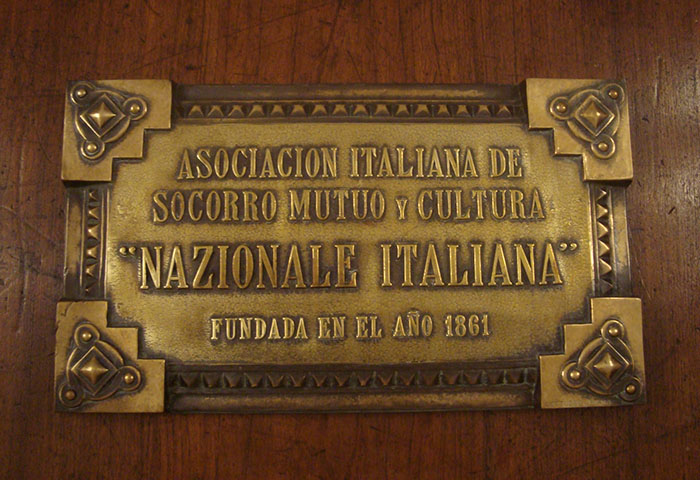 ASOCIACION ITALIANA DE
SOCORRO MUTUO Y CULTURA
"NAZIONALE ITALIANA"
FUNDADA EN EL AÑO 1861